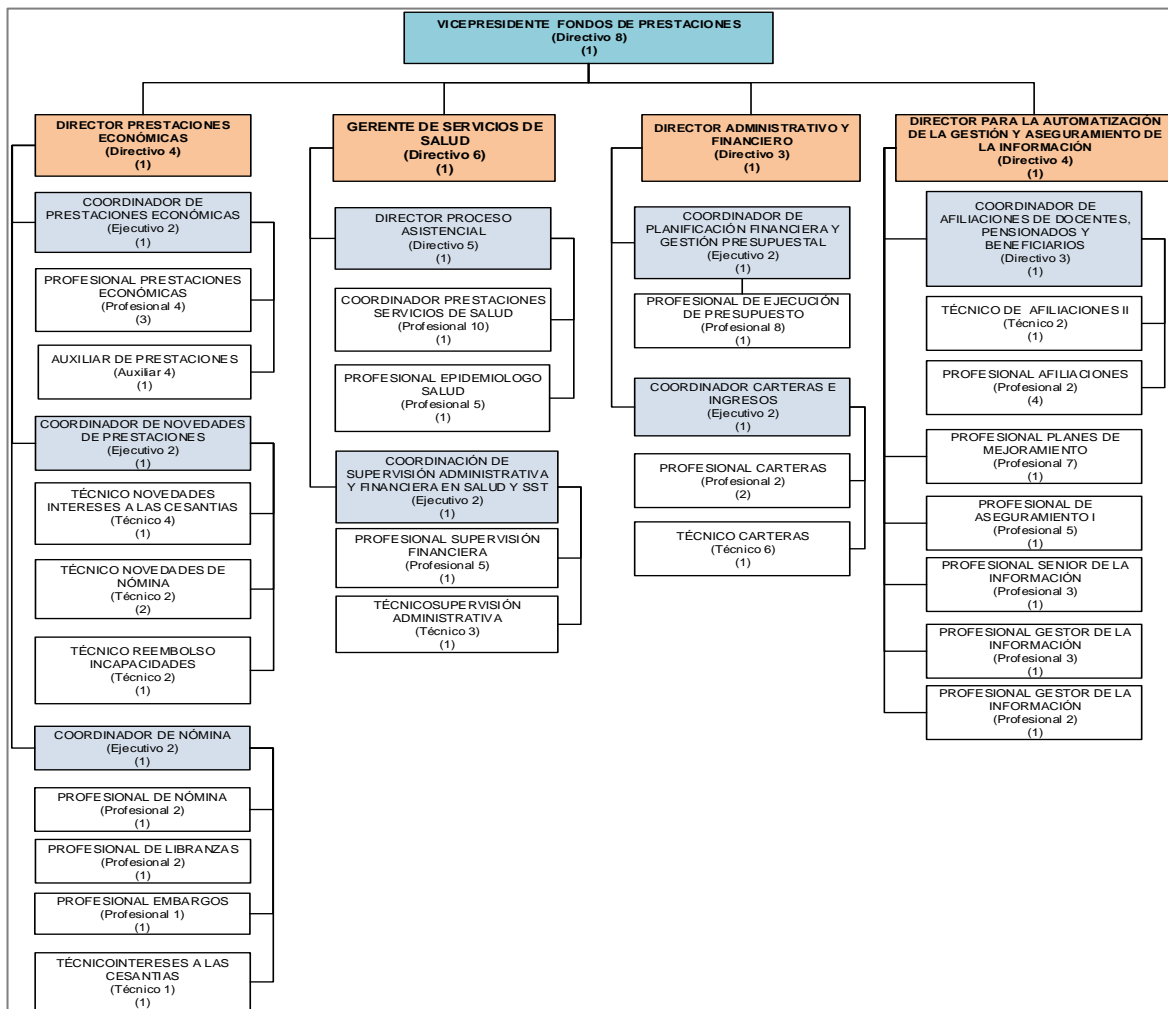 VICEPRESIDENTE FONDOS DE PRESTACIONES
(Directivo 8)
(1)
DIRECTOR PRESTACIONES
ECONÓMICAS
(Directivo 4)
(1)
COORDINADOR DE
PRESTACIONES ECONÓMICAS
(Ejecutivo 2)
(1)
PROFESIONAL PRESTACIONES
ECONÓMICAS
(Profesional 4)
(3)
AUXILIAR DE PRESTACIONES
(Auxiliar 4)
(1)
COORDINADOR DE NOVEDADES
DE PRESTACIONES
(Ejecutivo 2)
(1)
TÉCNICO NOVEDADES
INTERESES A LAS CESANTIAS
(Técnico 4)
(1)
TÉCNICO NOVEDADES DE
NÓMINA
(Técnico 2)
(2)
TÉCNICO REEMBOLSO
INCAPACIDADES
(Técnico 2)
(1)
COORDINADOR DE NÓMINA
(Ejecutivo 2)
(1)
PROFESIONAL DE NÓMINA
(Profesional 2)
(1)
PROFESIONAL DE LIBRANZAS
(Profesional 2)
(1)
PROFESIONAL EMBARGOS
(Profesional 1)
(1)
TÉCNICOINTERESES A LAS
CESANTIAS
(Técnico 1)
(1)
GERENTE DE SERVICIOS DE
SALUD
(Directivo 6)
(1)
DIRECTOR PROCESO
ASISTENCIAL
(Directivo 5)
(1)
COORDINADOR PRESTACIONES
SERVICIOS DE SALUD
(Profesional 10)
(1)
PROFESIONAL EPIDEMIOLOGO
SALUD
(Profesional 5)
(1)
COORDINACIÓN DE
SUPERVISIÓN ADMINISTRATIVA
Y FINANCIERA EN SALUD Y SST
(Ejecutivo 2)
(1)
PROFESIONAL SUPERVISIÓN
FINANCIERA
(Profesional 5)
(1)
TÉCNICOSUPERVISIÓN
ADMINISTRATIVA
(Técnico 3)
(1)
DIRECTOR ADMINISTRATIVO Y
FINANCIERO
(Directivo 3)
(1)
COORDINADOR DE
PLANIFICACIÓN FINANCIERA Y
GESTIÓN PRESUPUESTAL
(Ejecutivo 2)
(1)
PROFESIONAL DE EJECUCIÓN
DE PRESUPUESTO
(Profesional 8)
(1)
COORDINADOR CARTERAS E
INGRESOS
(Ejecutivo 2)
(1)
PROFESIONAL CARTERAS
(Profesional 2)
(2)
TÉCNICO CARTERAS
(Técnico 6)
(1)
DIRECTOR PARA LA AUTOMATIZACIÓN
DE LA GESTIÓN Y ASEGURAMIENTO DE
LA INFORMACIÓN
(Directivo 4)
(1)
COORDINADOR DE
AFILIACIONES DE DOCENTES,
PENSIONADOS Y
BENEFICIARIOS
(Directivo 3)
(1)
TÉCNICO DE AFILIACIONES II
(Técnico 2)
(1)
PROFESIONAL AFILIACIONES
(Profesional 2)
(4)
PROFESIONAL PLANES DE
MEJORAMIENTO
(Profesional 7)
(1)
PROFESIONAL DE
ASEGURAMIENTO I
(Profesional 5)
(1)
PROFESIONAL SENIOR DE LA
INFORMACIÓN
(Profesional 3)
(1)
PROFESIONAL GESTOR DE LA
INFORMACIÓN
(Profesional 3)
(1)
PROFESIONAL GESTOR DE LA
INFORMACIÓN
(Profesional 2)
(1)